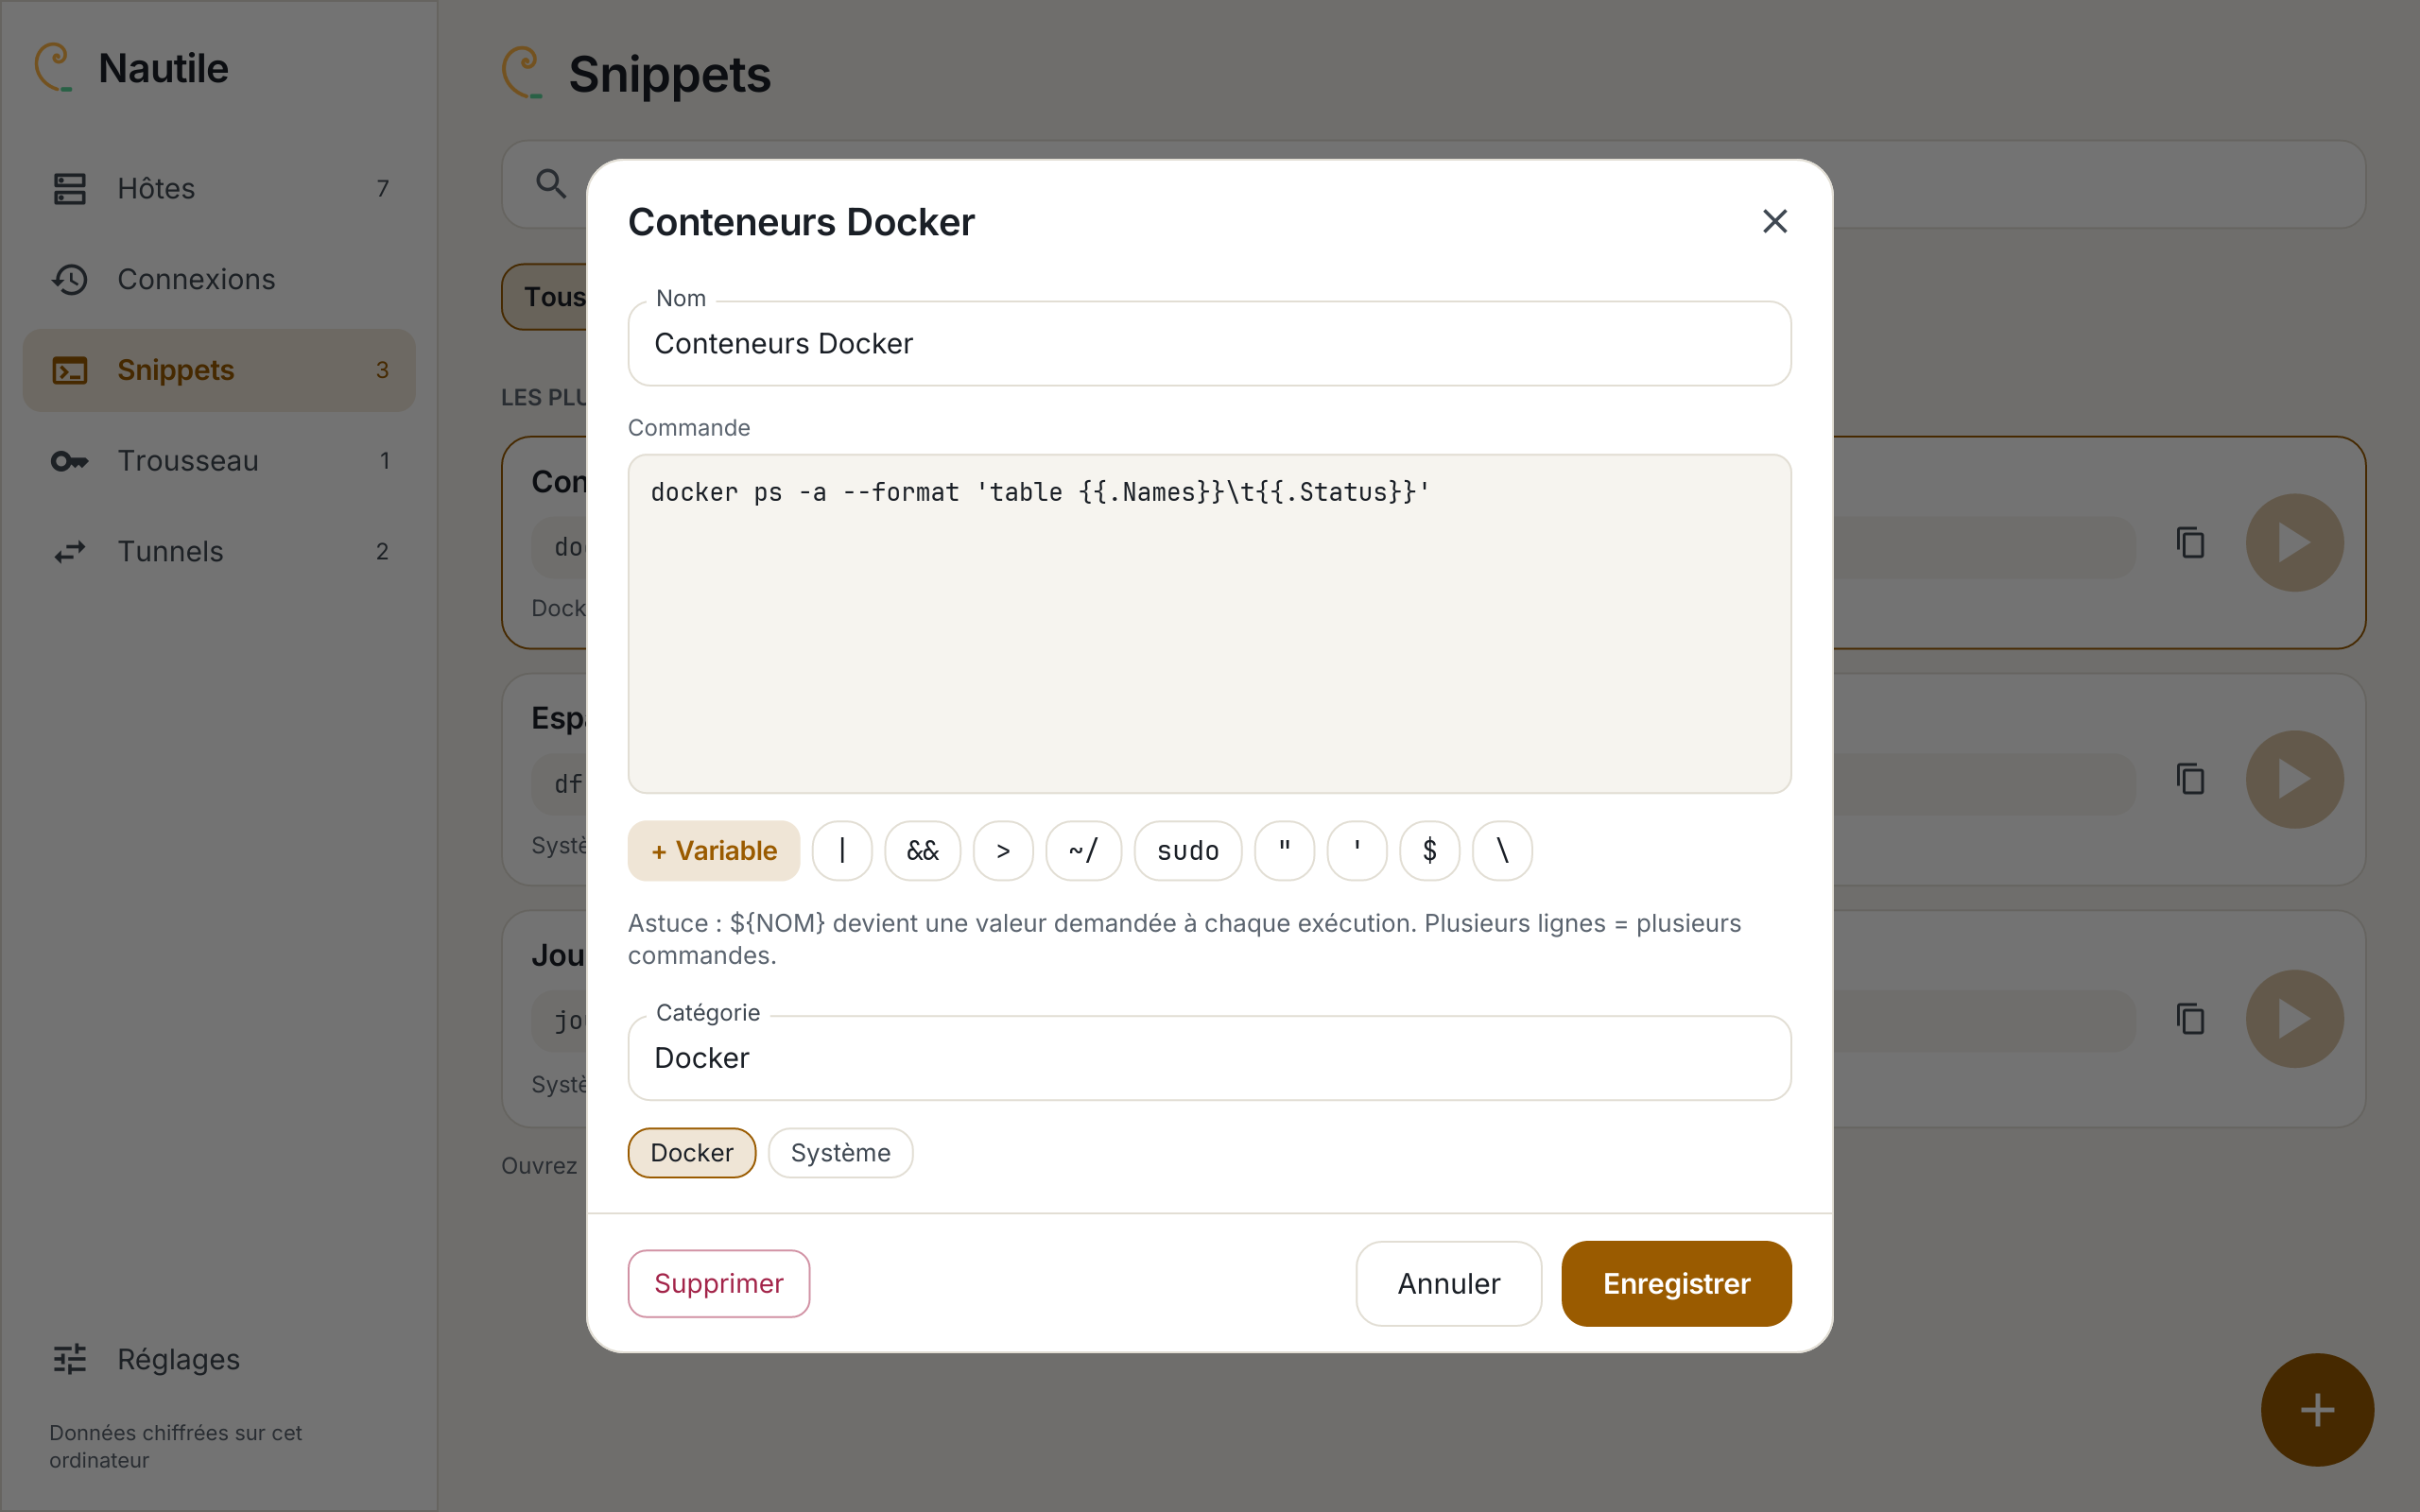 Nautile
Hôtes 7
Connexions
Snippets 3
Trousseau 1
Tunnels 2
Réglages
Données chiffrées sur cet
ordinateur
Snippets
Tous
Conteneurs Docker
Nom
Conteneurs Docker
Commande
docker ps -a --format 'table {{.Names}}\t{{.Status}}'
+ Variable | && > ~/ sudo " ' $ \
Astuce : ${NOM} devient une valeur demandée à chaque exécution. Plusieurs lignes = plusieurs
commandes.
Catégorie
Docker
Docker Système
Supprimer Annuler Enregistrer
LES PLU
Con
do
Dock
Esp
df
Systè
Jou
jo
Systè
Ouvrez